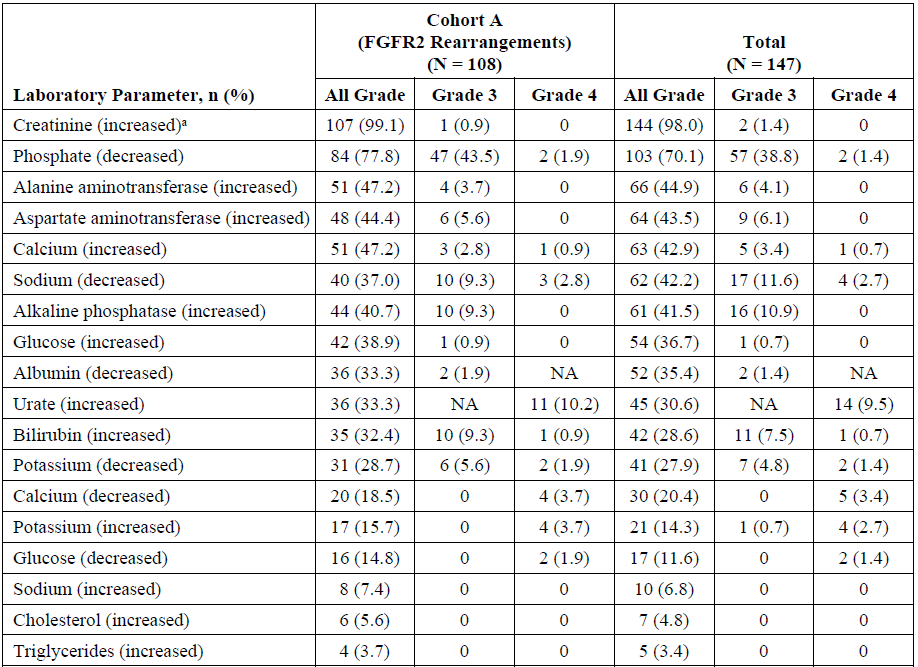 Cohort A
(FGFR2 Rearrangements) Total
(N = 108) (N = 147)
Laboratory Parameter, n (%) All Grade Grade 3 Grade 4 All Grade Grade 3 Grade 4
Creatinine (increased)ᵃ 107 (99.1) 1 (0.9) 0 144 (98.0) 2 (1.4) 0
Phosphate (decreased) 84 (77.8) 47 (43.5) 2 (1.9) 103 (70.1) 57 (38.8) 2 (1.4)
Alanine aminotransferase (increased) 51 (47.2) 4 (3.7) 0 66 (44.9) 6 (4.1) 0
Aspartate aminotransferase (increased) 48 (44.4) 6 (5.6) 0 64 (43.5) 9 (6.1) 0
Calcium (increased) 51 (47.2) 3 (2.8) 1 (0.9) 63 (42.9) 5 (3.4) 1 (0.7)
Sodium (decreased) 40 (37.0) 10 (9.3) 3 (2.8) 62 (42.2) 17 (11.6) 4 (2.7)
Alkaline phosphatase (increased) 44 (40.7) 10 (9.3) 0 61 (41.5) 16 (10.9) 0
Glucose (increased) 42 (38.9) 1 (0.9) 0 54 (36.7) 1 (0.7) 0
Albumin (decreased) 36 (33.3) 2 (1.9) NA 52 (35.4) 2 (1.4) NA
Urate (increased) 36 (33.3) NA 11 (10.2) 45 (30.6) NA 14 (9.5)
Bilirubin (increased) 35 (32.4) 10 (9.3) 1 (0.9) 42 (28.6) 11 (7.5) 1 (0.7)
Potassium (decreased) 31 (28.7) 6 (5.6) 2 (1.9) 41 (27.9) 7 (4.8) 2 (1.4)
Calcium (decreased) 20 (18.5) 0 4 (3.7) 30 (20.4) 0 5 (3.4)
Potassium (increased) 17 (15.7) 0 4 (3.7) 21 (14.3) 1 (0.7) 4 (2.7)
Glucose (decreased) 16 (14.8) 0 2 (1.9) 17 (11.6) 0 2 (1.4)
Sodium (increased) 8 (7.4) 0 0 10 (6.8) 0 0
Cholesterol (increased) 6 (5.6) 0 0 7 (4.8) 0 0
Triglycerides (increased) 4 (3.7) 0 0 5 (3.4) 0 0